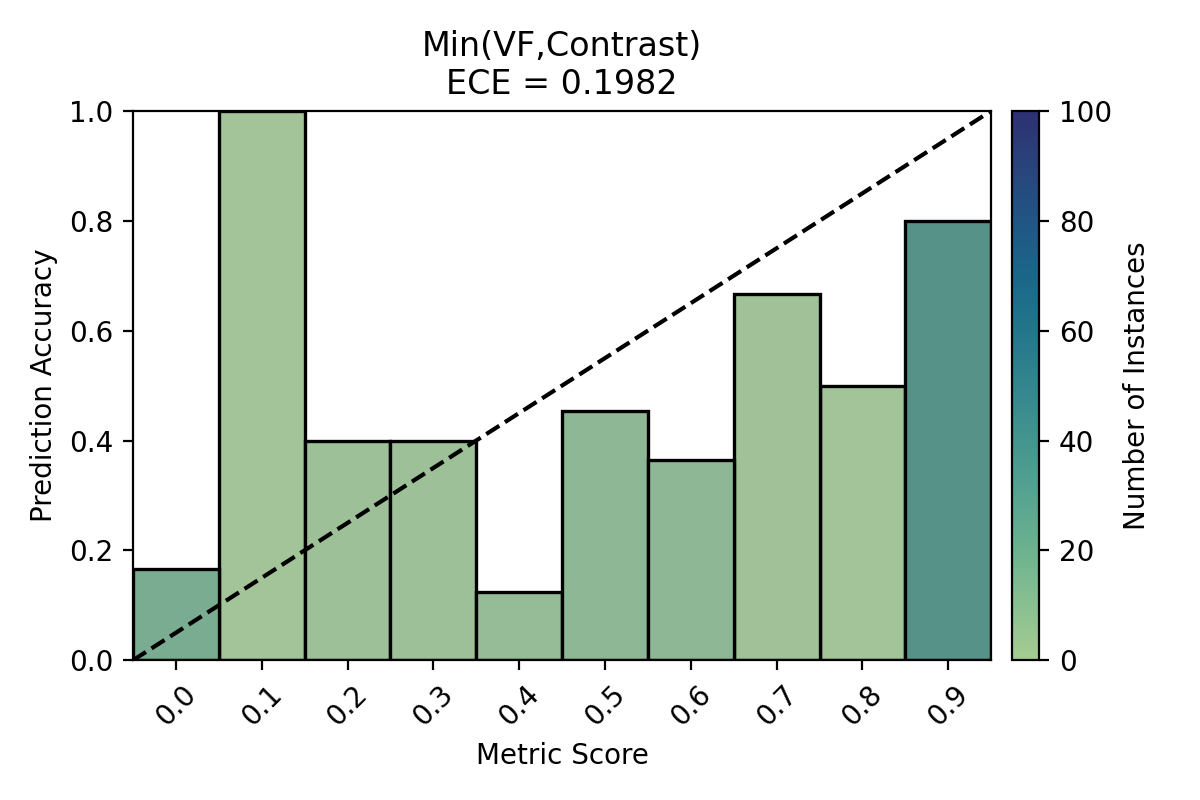 Min(VF,Contrast)
ECE = 0.1982
Prediction Accuracy
1.0
0.8
0.6
0.4
0.2
0.0
0.0 0.1 0.2 0.3 0.4 0.5 0.6 0.7 0.8 0.9
Metric Score
100
80
60
40
20
0
Number of Instances